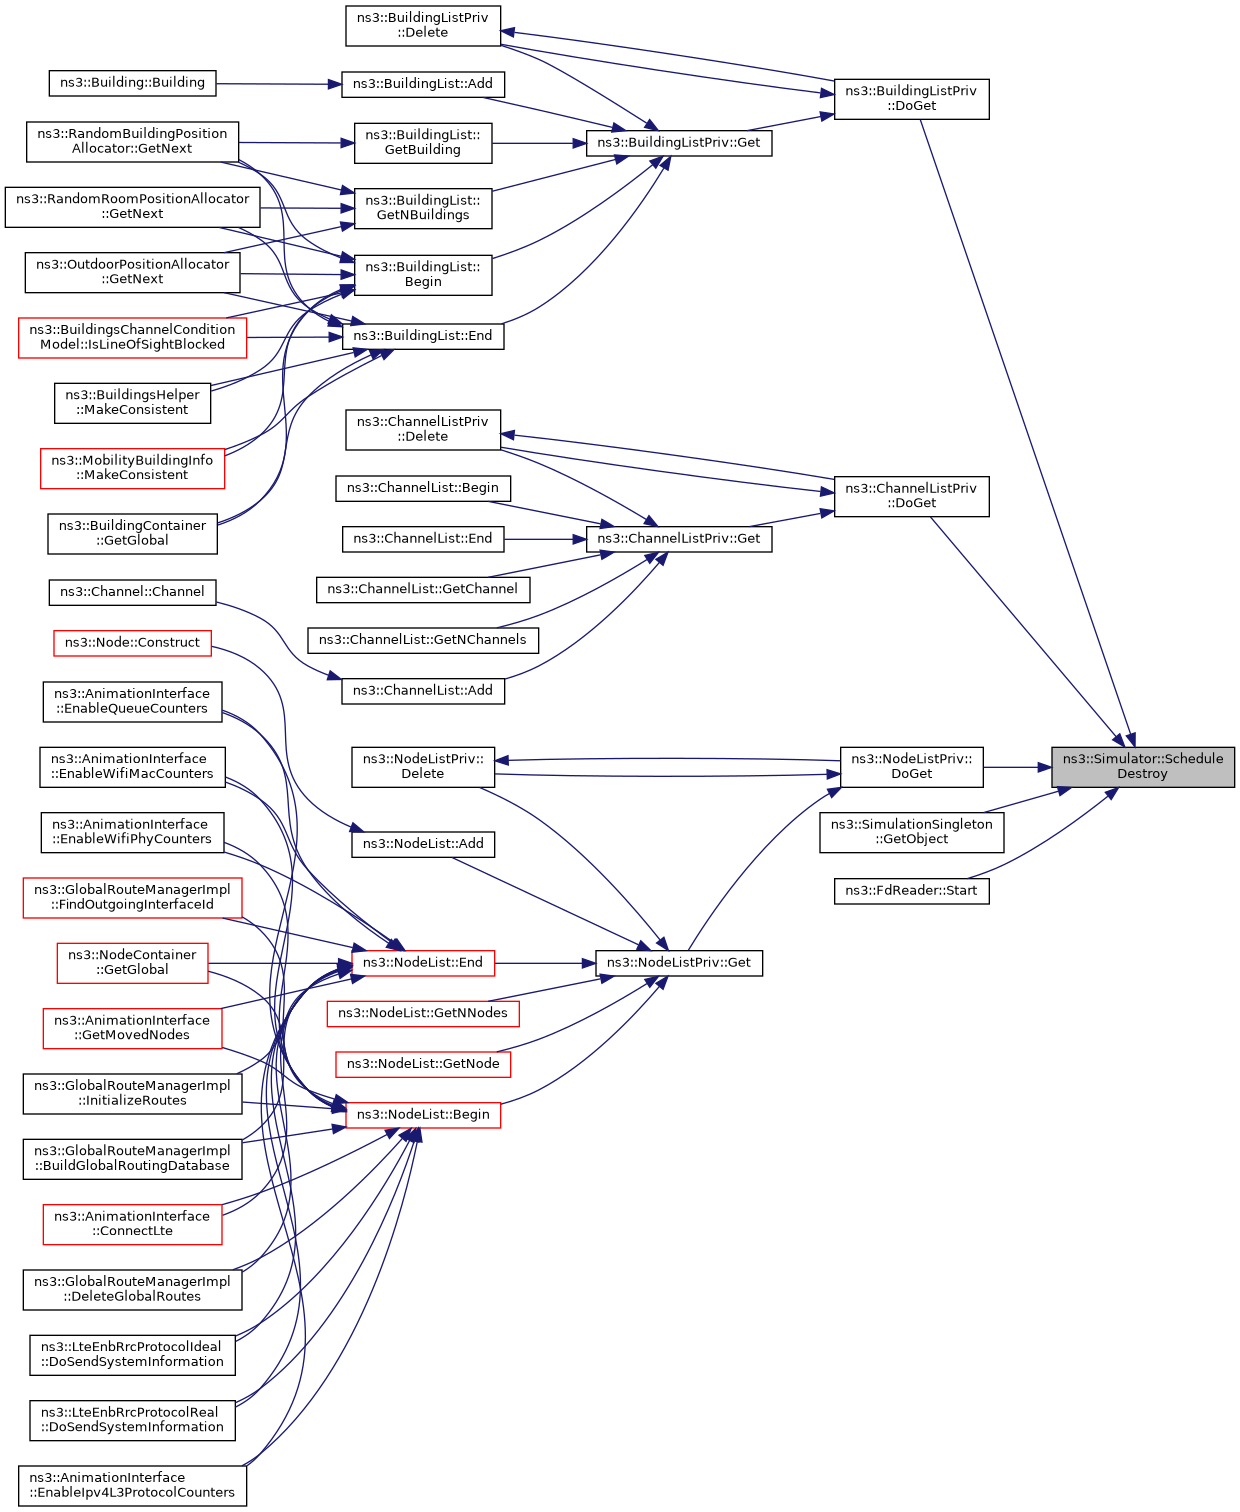 ns3::BuildingListPriv
::Delete
ns3::Building::Building
ns3::BuildingList::Add
ns3::BuildingListPriv
::DoGet
ns3::RandomBuildingPosition
Allocator::GetNext
ns3::BuildingList::
GetBuilding
ns3::BuildingListPriv::Get
ns3::RandomRoomPositionAllocator
::GetNext
ns3::BuildingList::
GetNBuildings
ns3::OutdoorPositionAllocator
::GetNext
ns3::BuildingList::
Begin
ns3::BuildingsChannelCondition
Model::IsLineOfSightBlocked
ns3::BuildingList::End
ns3::BuildingsHelper
::MakeConsistent
ns3::ChannelListPriv
::Delete
ns3::MobilityBuildingInfo
::MakeConsistent
ns3::ChannelList::Begin
ns3::ChannelListPriv
::DoGet
ns3::BuildingContainer
::GetGlobal
ns3::ChannelList::End
ns3::ChannelListPriv::Get
ns3::Channel::Channel
ns3::ChannelList::GetChannel
ns3::Node::Construct
ns3::ChannelList::GetNChannels
ns3::AnimationInterface
::EnableQueueCounters
ns3::ChannelList::Add
ns3::AnimationInterface
::EnableWifiMacCounters
ns3::NodeListPriv::
Delete
ns3::NodeListPriv::
DoGet
ns3::Simulator::Schedule
Destroy
ns3::AnimationInterface
::EnableWifiPhyCounters
ns3::NodeList::Add
ns3::SimulationSingleton
::GetObject
ns3::GlobalRouteManagerImpl
::FindOutgoingInterfaceId
ns3::FdReader::Start
ns3::NodeContainer
::GetGlobal
ns3::NodeList::End
ns3::NodeListPriv::Get
ns3::AnimationInterface
::GetMovedNodes
ns3::NodeList::GetNNodes
ns3::GlobalRouteManagerImpl
::InitializeRoutes
ns3::NodeList::GetNode
ns3::NodeList::Begin
ns3::GlobalRouteManagerImpl
::BuildGlobalRoutingDatabase
ns3::AnimationInterface
::ConnectLte
ns3::GlobalRouteManagerImpl
::DeleteGlobalRoutes
ns3::LteEnbRrcProtocolIdeal
::DoSendSystemInformation
ns3::LteEnbRrcProtocolReal
::DoSendSystemInformation
ns3::AnimationInterface
::EnableIpv4L3ProtocolCounters